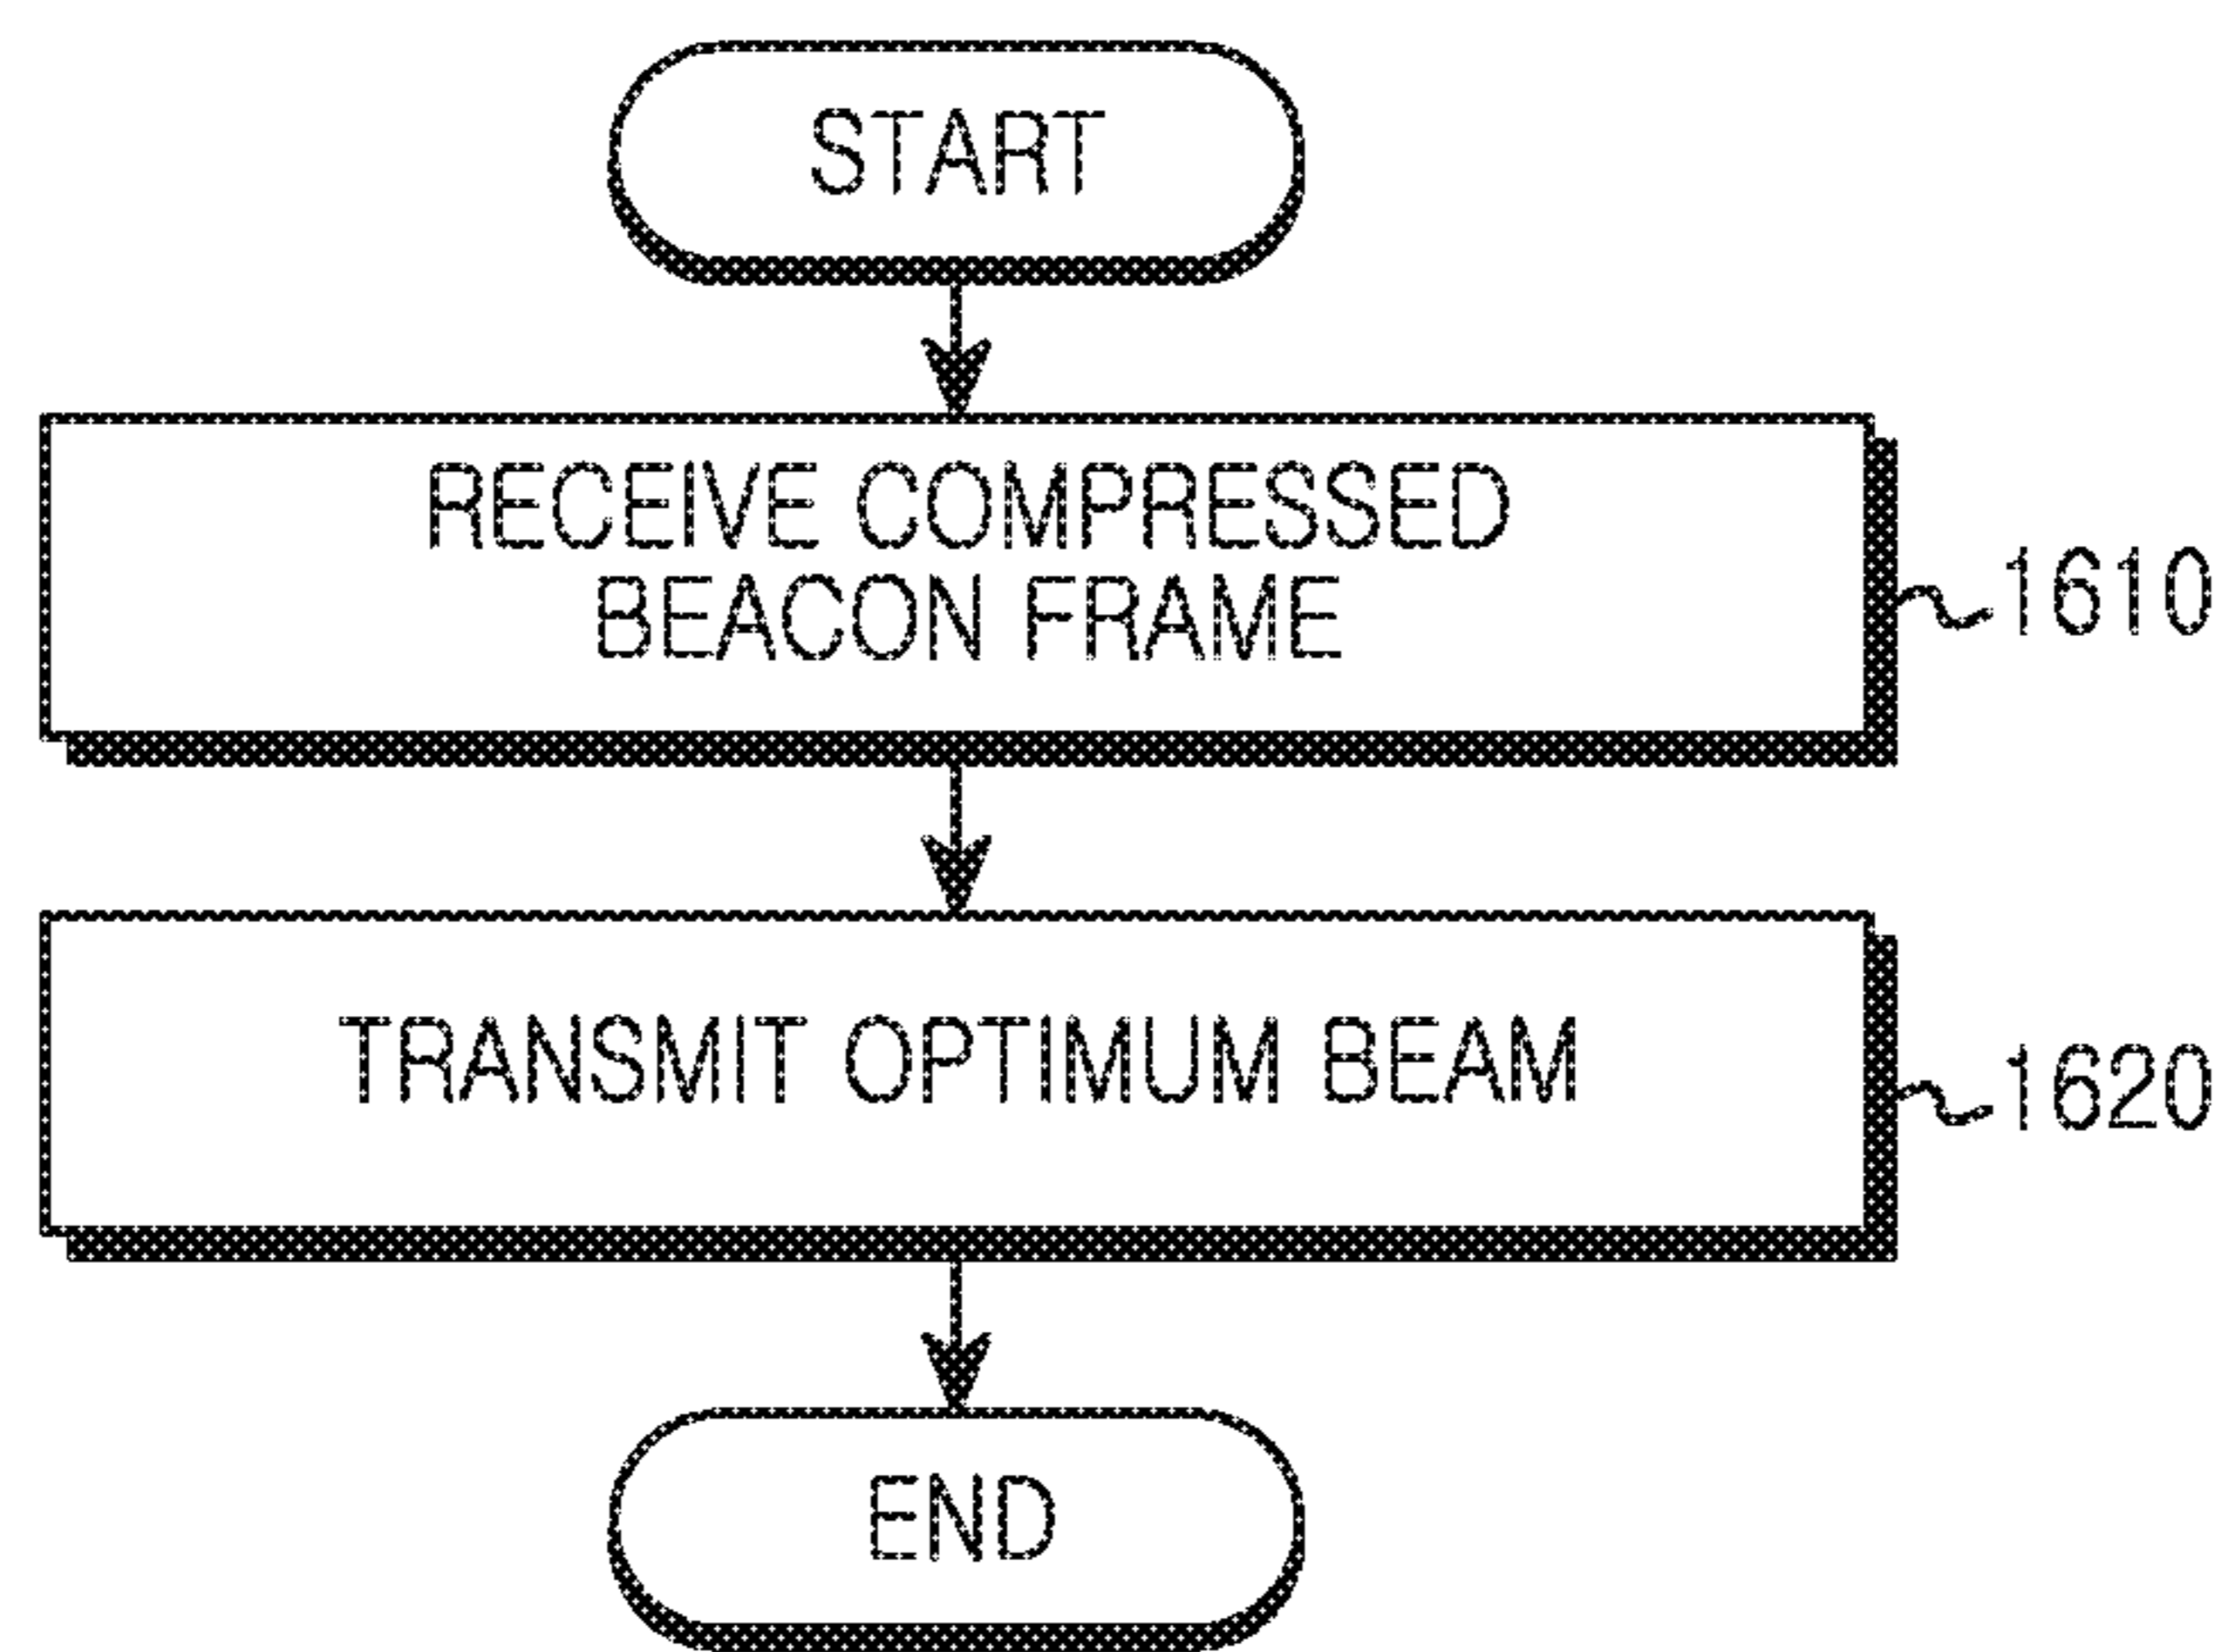 START
RECEIVE COMPRESSED
BEACON FRAME
1610
TRANSMIT OPTIMUM BEAM
1620
END